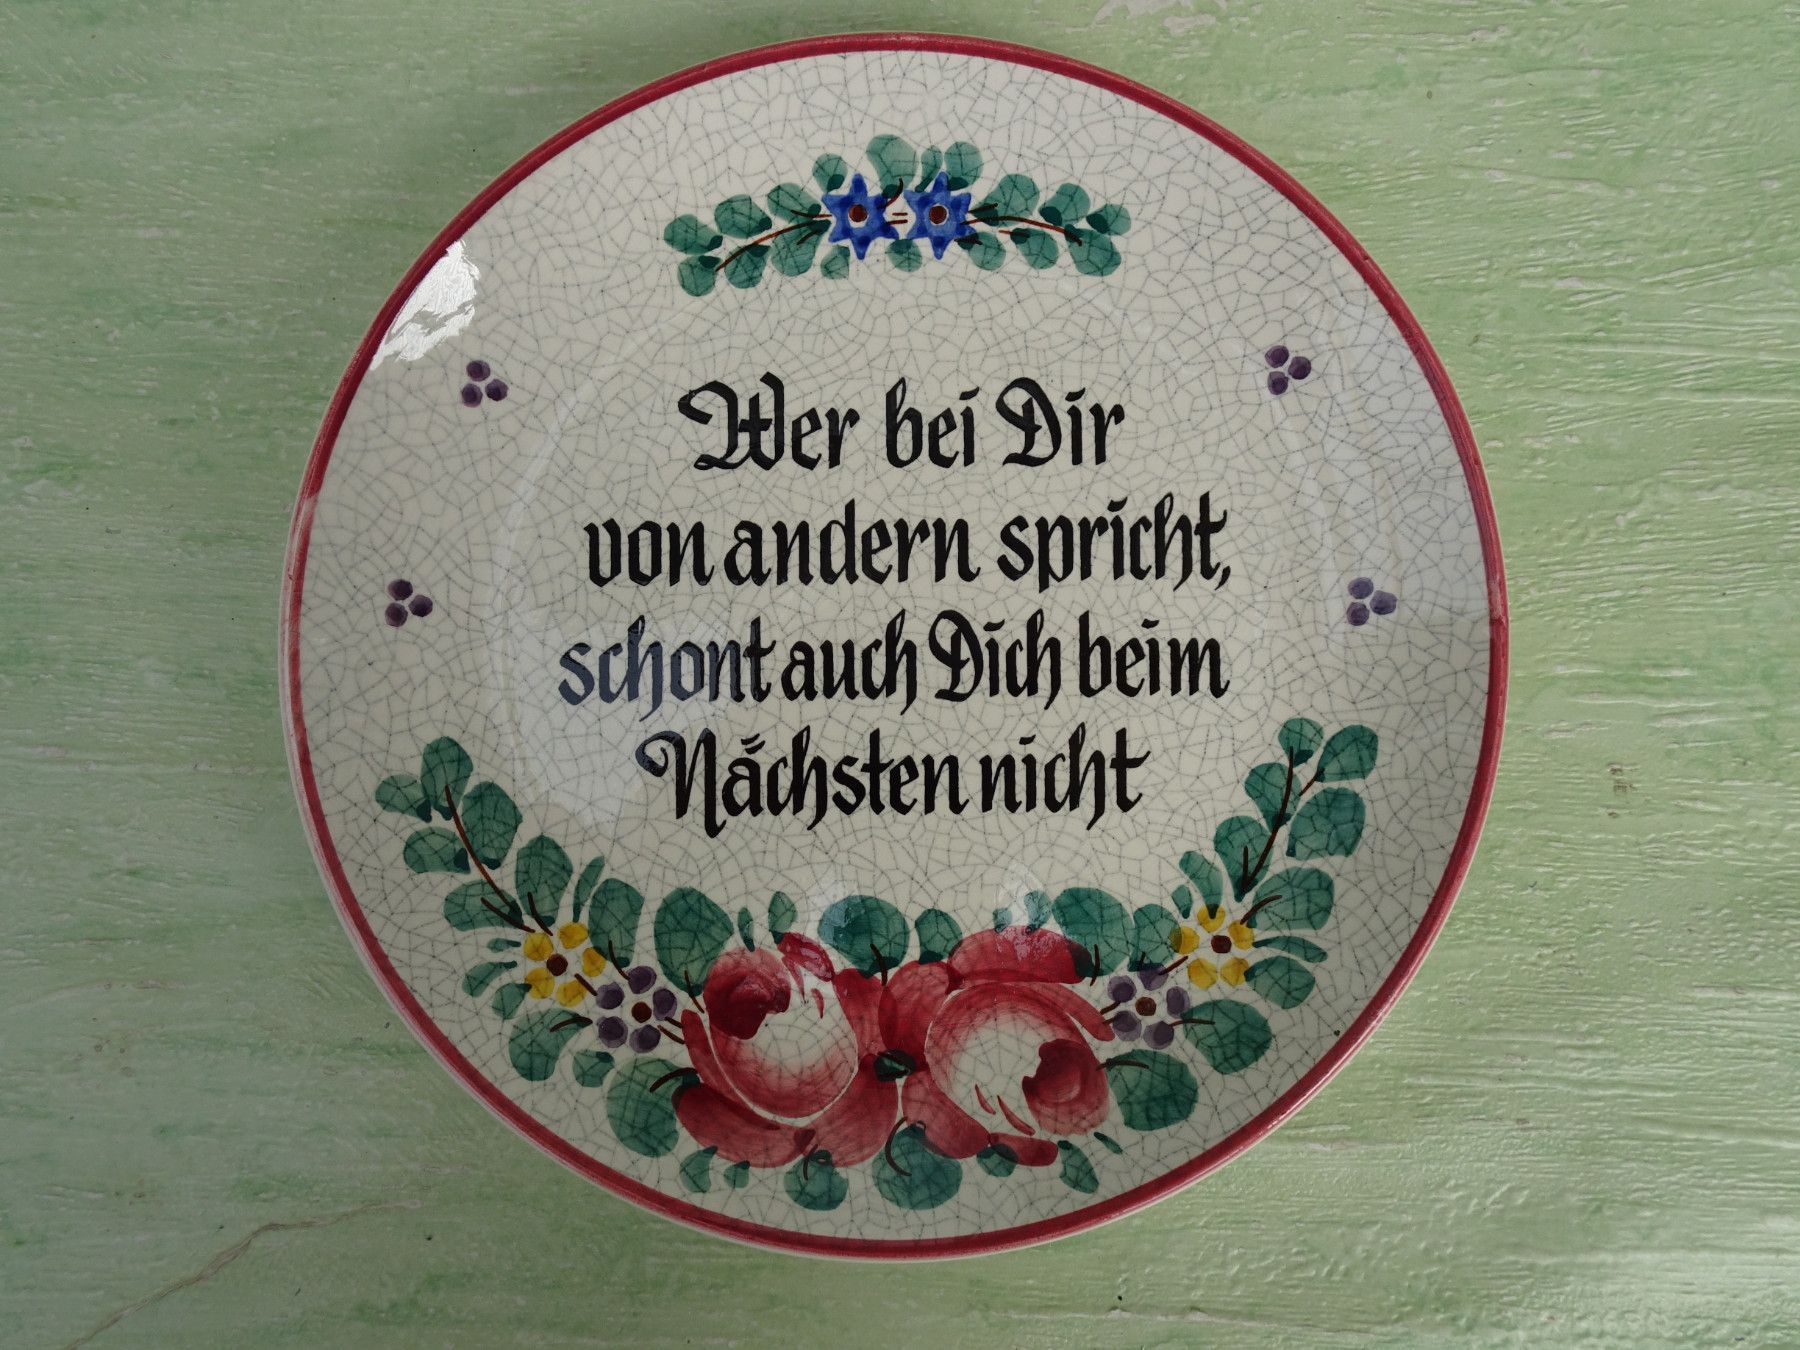 Wer bei Dir
von andern spricht,
schont auch Dich beim
Nächsten nicht